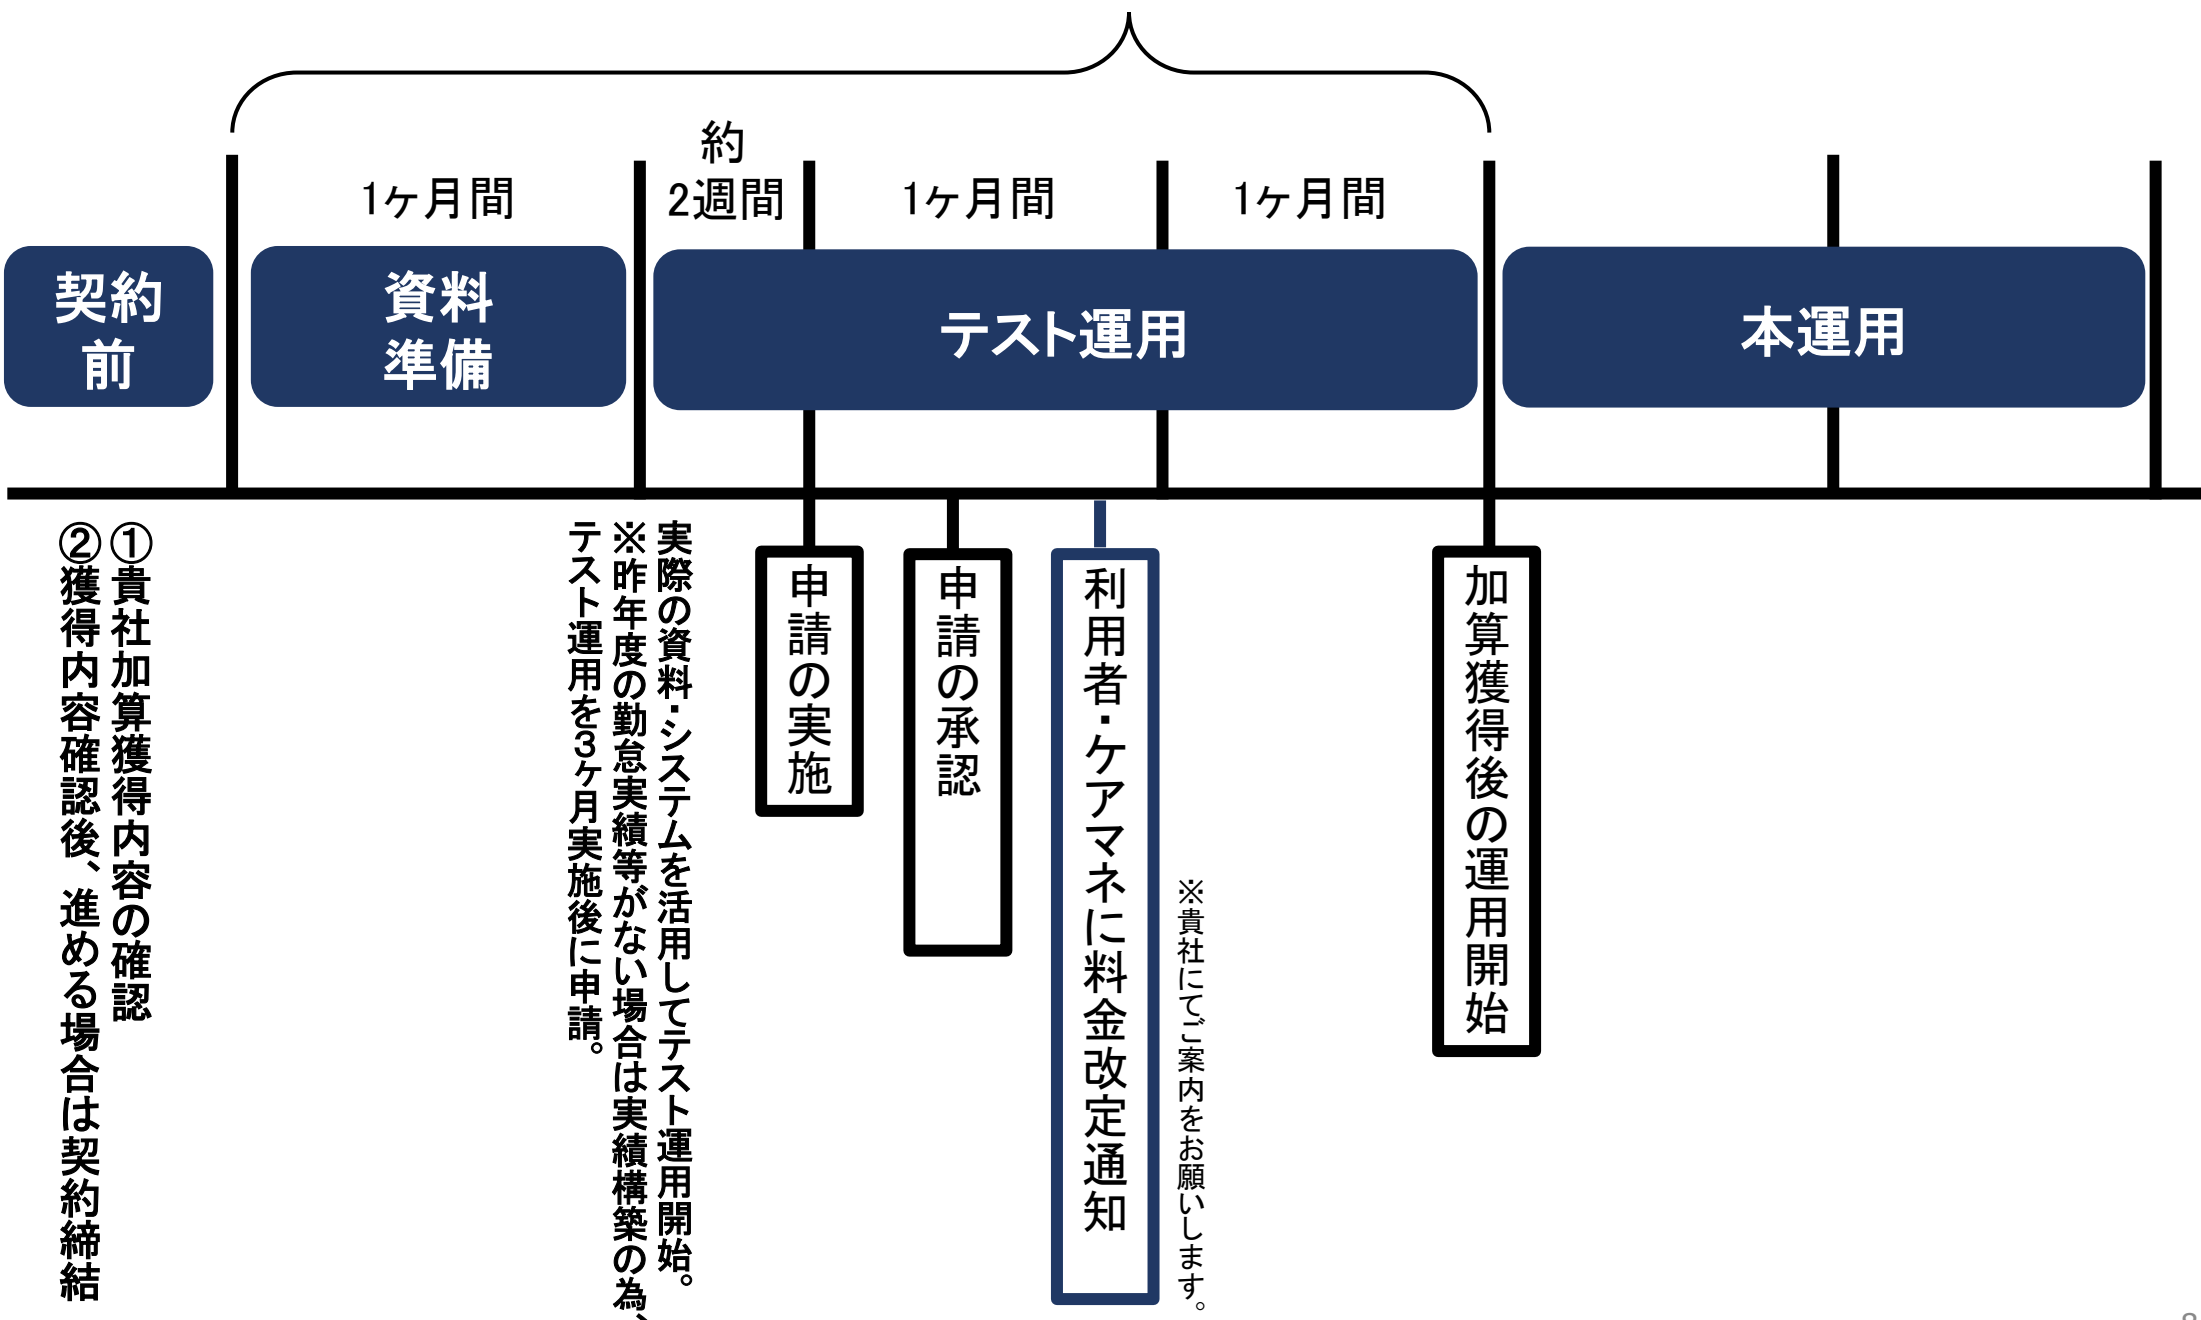 約
1ヶ月間
2週間
1ヶ月間
1ヶ月間
契約
前
資料
準備
テスト運用
本運用
①貴社加算獲得内容の確認
②獲得内容確認後、進める場合は契約締結
実際の資料・システムを活用してテスト運用開始。
※昨年度の勤怠実績等がない場合は実績構築の為、
テスト運用を3ヶ月実施後に申請。
申請の実施
申請の承認
利用者・ケアマネに料金改定通知
※貴社にてご案内をお願いします。
加算獲得後の運用開始